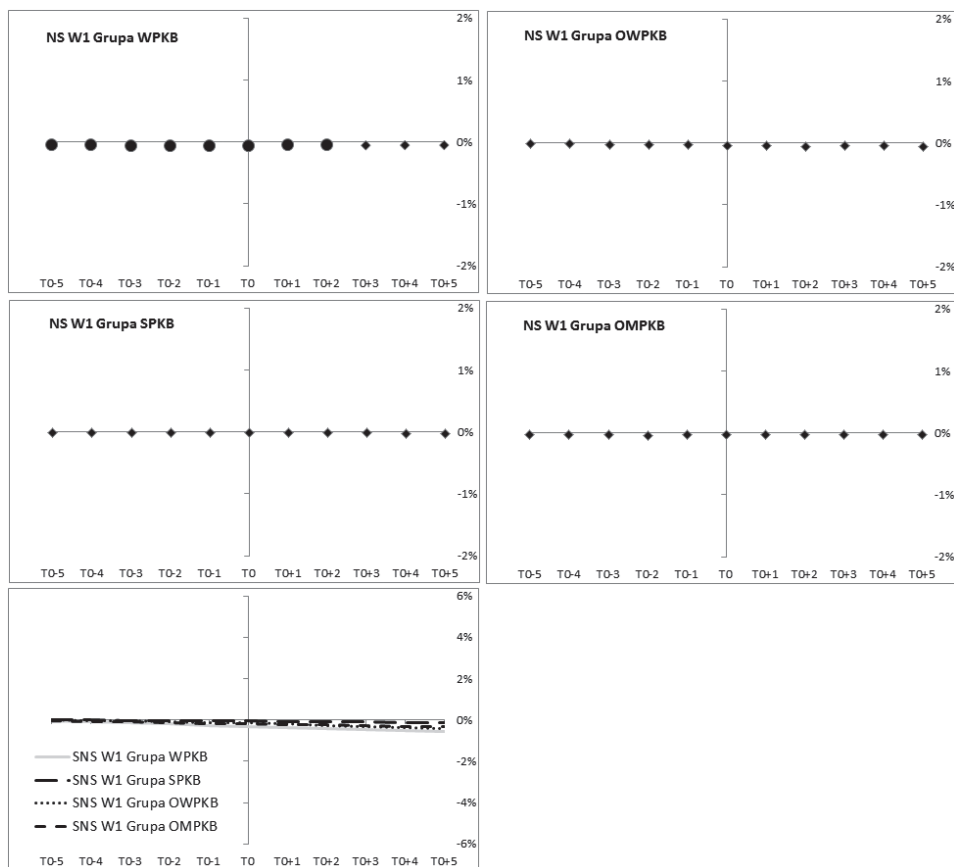 NS W1 Grupa WPKB
2%
1%
0%
-1%
-2%
T0-5 T0-4 T0-3 T0-2 T0-1 T0 T0+1 T0+2 T0+3 T0+4 T0+5
NS W1 Grupa OWPKB
2%
1%
0%
-1%
-2%
T0-5 T0-4 T0-3 T0-2 T0-1 T0 T0+1 T0+2 T0+3 T0+4 T0+5
NS W1 Grupa SPKB
2%
1%
0%
-1%
-2%
T0-5 T0-4 T0-3 T0-2 T0-1 T0 T0+1 T0+2 T0+3 T0+4 T0+5
NS W1 Grupa OMPKB
2%
1%
0%
-1%
-2%
T0-5 T0-4 T0-3 T0-2 T0-1 T0 T0+1 T0+2 T0+3 T0+4 T0+5
6%
4%
2%
0%
-2%
-4%
-6%
SNS W1 Grupa WPKB
SNS W1 Grupa SPKB
SNS W1 Grupa OWPKB
SNS W1 Grupa OMPKB
T0-5 T0-4 T0-3 T0-2 T0-1 T0 T0+1 T0+2 T0+3 T0+4 T0+5